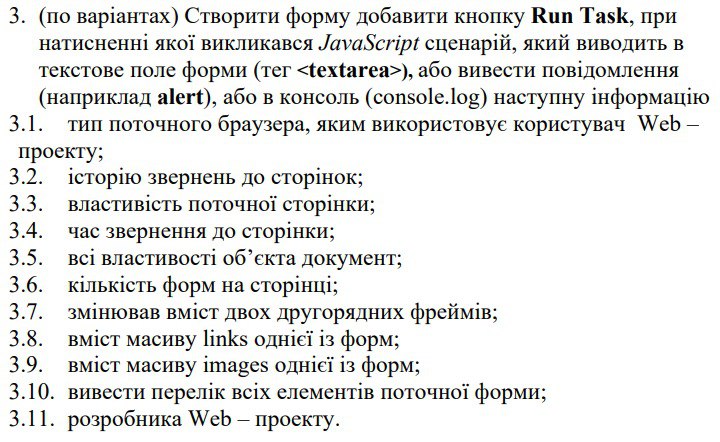 3. (по варіантах) Створити форму добавити кнопку Run Task, при
натисненні якої викликався JavaScript сценарій, який виводить в
текстове поле форми (тег <textarea>), або вивести повідомлення
(наприклад alert), або в консоль (console.log) наступну інформацію
3.1. тип поточного браузера, яким використовує користувач Web –
проекту;
3.2. історію звернень до сторінок;
3.3. властивість поточної сторінки;
3.4. час звернення до сторінки;
3.5. всі властивості об’єкта документ;
3.6. кількість форм на сторінці;
3.7. змінював вміст двох другорядних фреймів;
3.8. вміст масиву links однієї із форм;
3.9. вміст масиву images однієї із форм;
3.10. вивести перелік всіх елементів поточної форми;
3.11. розробника Web – проекту.